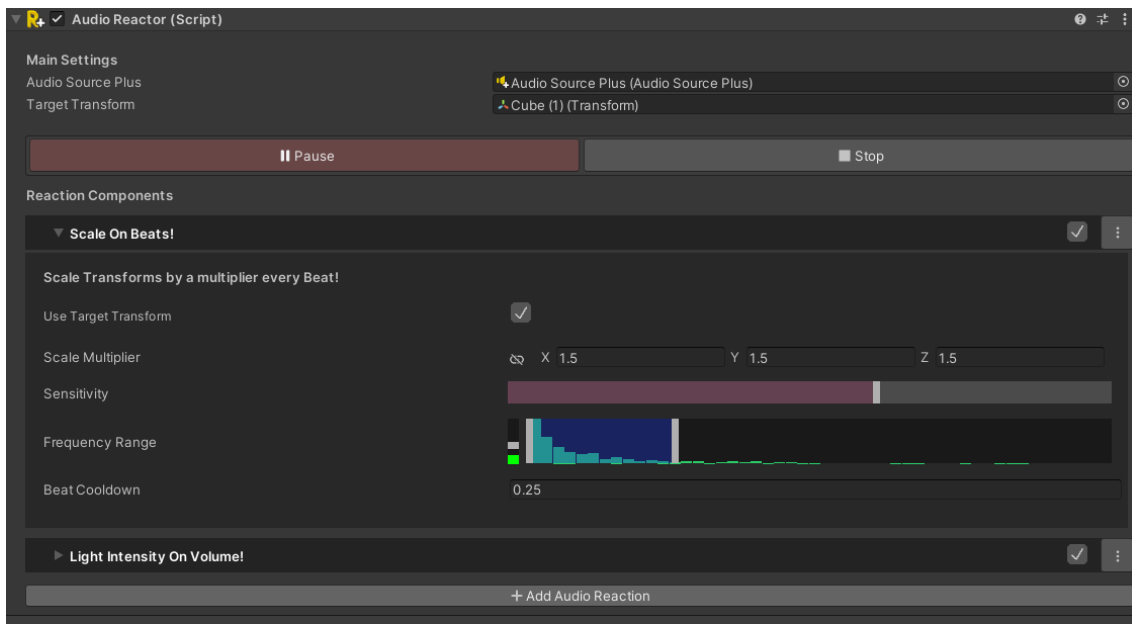 Audio Reactor (Script)
Main Settings
Audio Source Plus Audio Source Plus (Audio Source Plus)
Target Transform Cube (1) (Transform)
Pause Stop
Reaction Components
Scale On Beats!
Scale Transforms by a multiplier every Beat!
Use Target Transform
Scale Multiplier X 1.5 Y 1.5 Z 1.5
Sensitivity
Frequency Range
Beat Cooldown 0.25
Light Intensity On Volume!
+ Add Audio Reaction